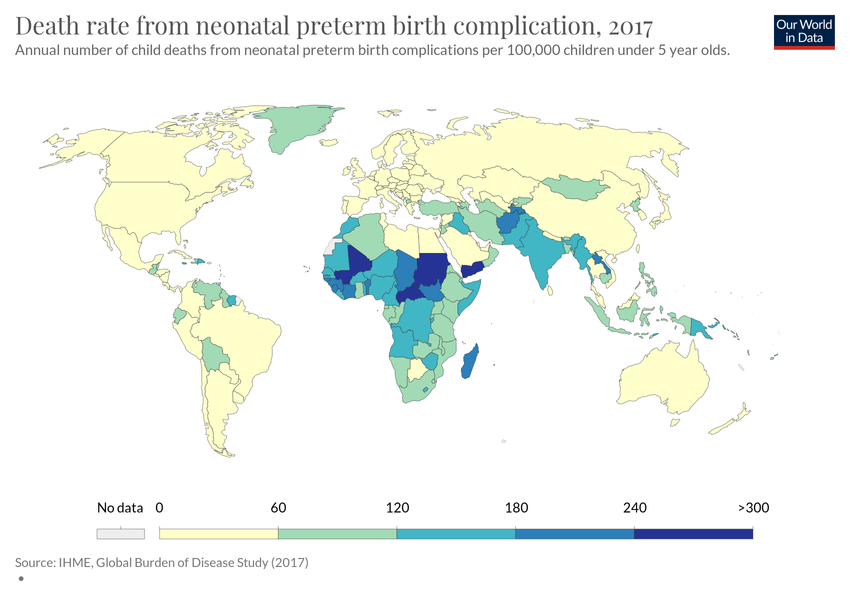 Death rate from neonatal preterm birth complication, 2017
Our World
in Data
Annual number of child deaths from neonatal preterm birth complications per 100,000 children under 5 year olds.
No data 0 60 120 180 240 >300
Source: IHME, Global Burden of Disease Study (2017)